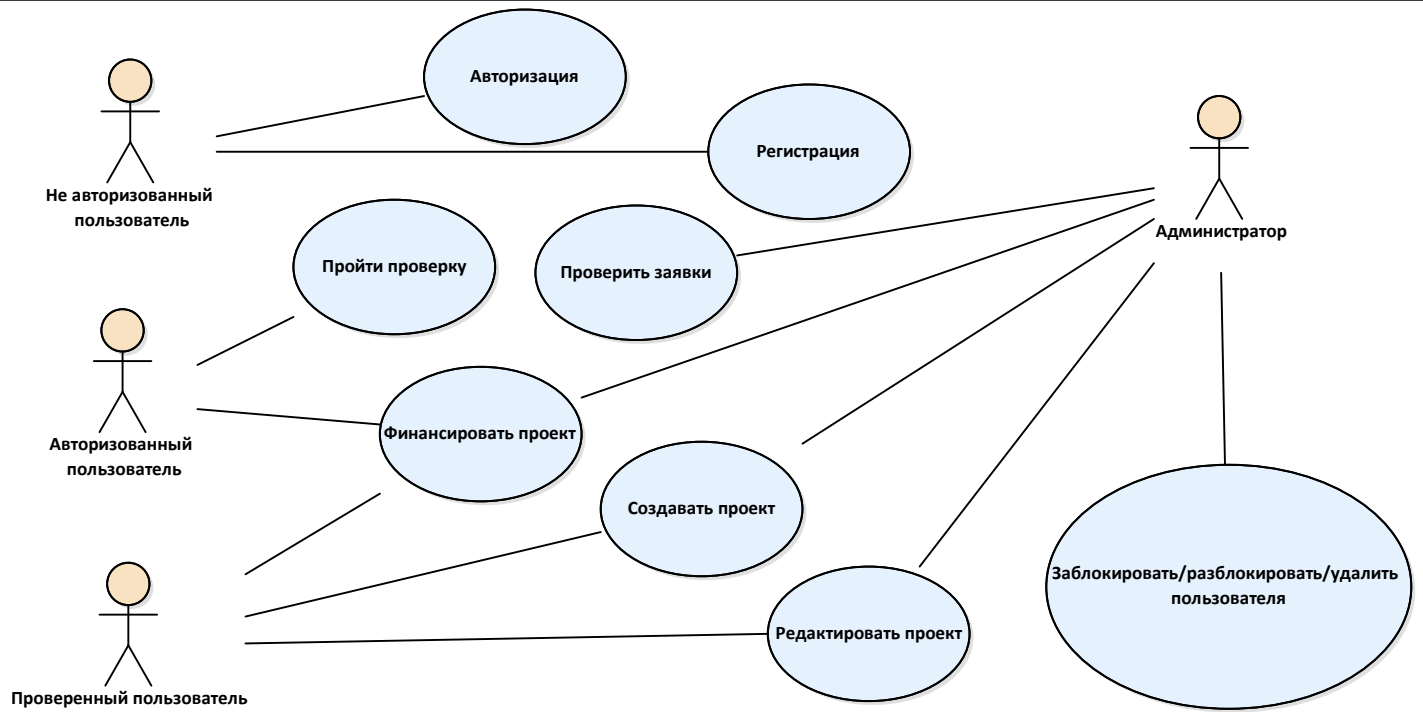 Авторизация
Регистрация
Не авторизованный
пользователь
Администратор
Пройти проверку
Проверить заявки
Авторизованный
пользователь
Финансировать проект
Создавать проект
Заблокировать/разблокировать/удалить
пользователя
Редактировать проект
Проверенный пользователь